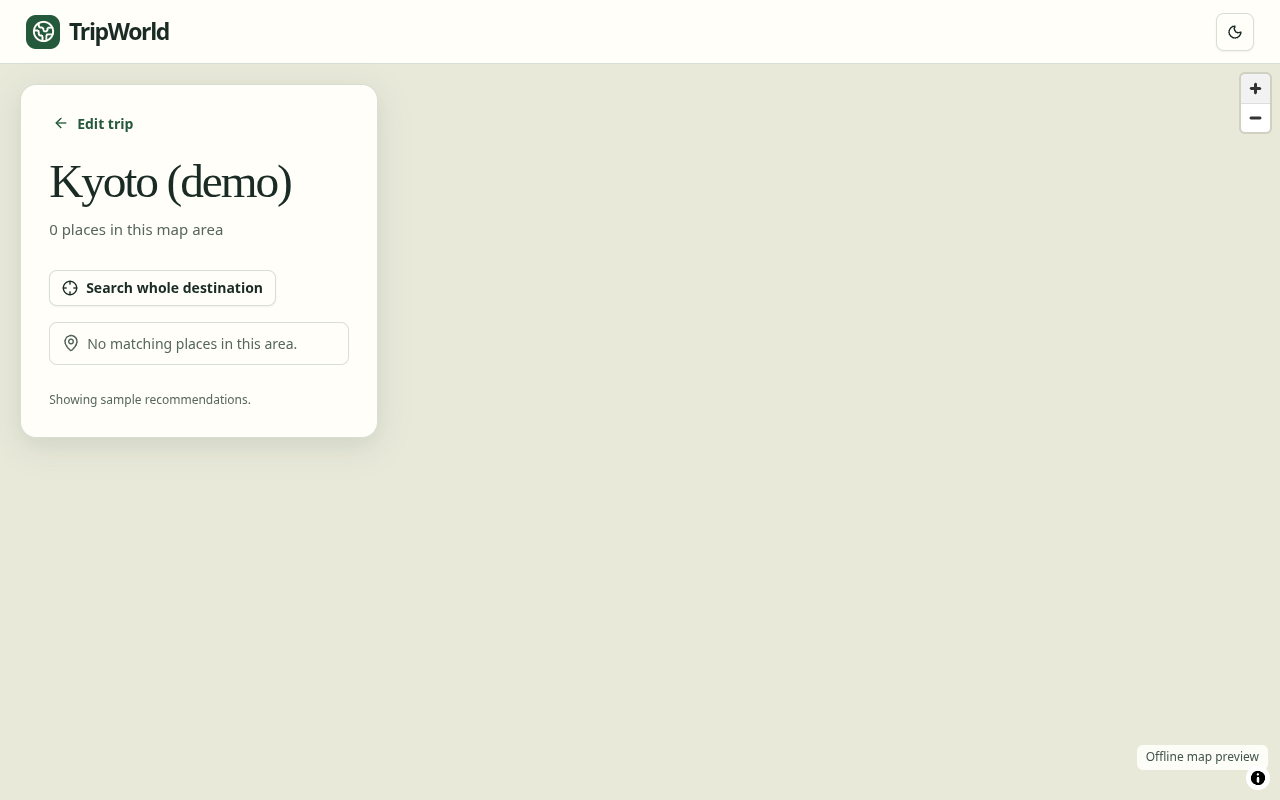 TripWorld
Edit trip
Kyoto (demo)
0 places in this map area
Search whole destination
No matching places in this area.
Showing sample recommendations.
Offline map preview